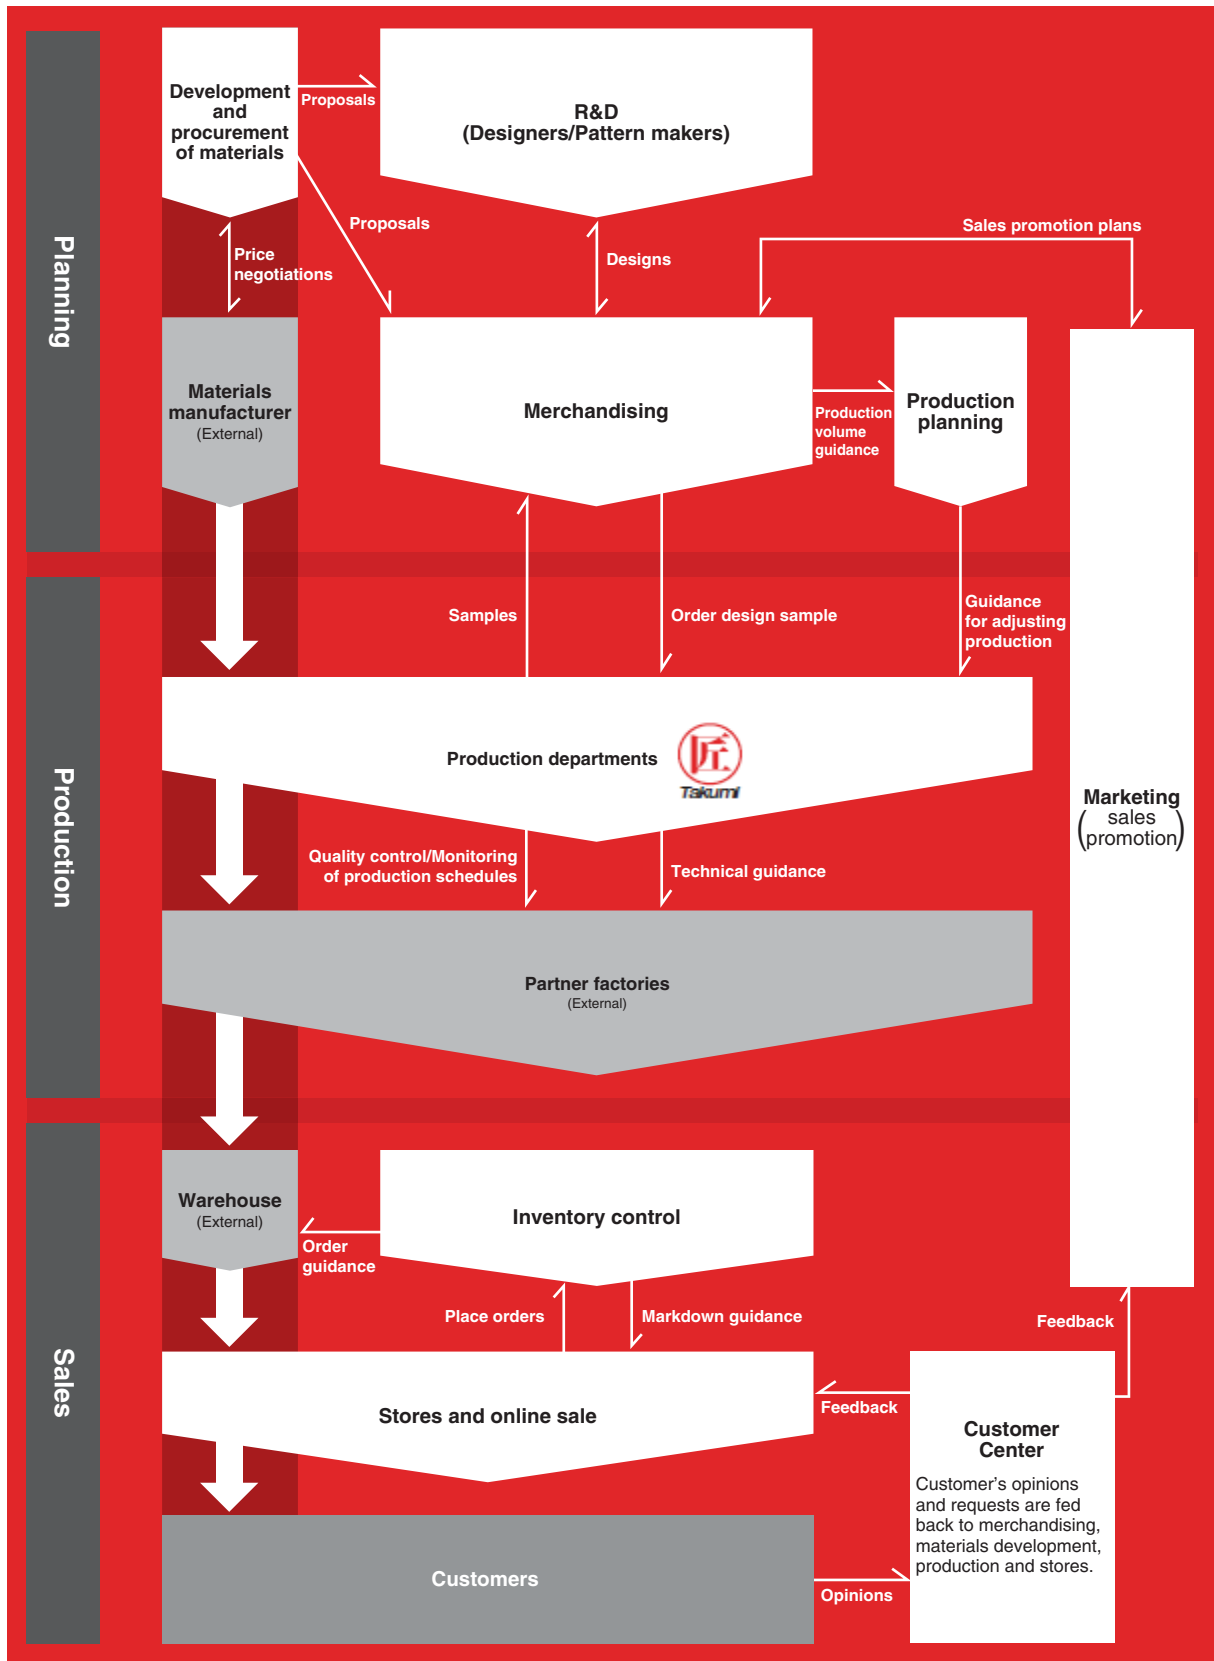 Planning
Development
and
procurement
of materials
Proposals
R&D
(Designers/Pattern makers)
Proposals
Price
negotiations
Designs
Sales promotion plans
Materials
manufacturer
(External)
Merchandising
Production
volume
guidance
Production
planning
Production
Samples
Order design sample
Guidance
for adjusting
production
Production departments
匠
Takumi
Marketing
(sales
promotion)
Quality control/Monitoring
of production schedules
Technical guidance
Partner factories
(External)
Sales
Warehouse
(External)
Order
guidance
Inventory control
Place orders
Markdown guidance
Feedback
Stores and online sale
Feedback
Customer
Center
Customer’s opinions
and requests are fed
back to merchandising,
materials development,
production and stores.
Customers
Opinions